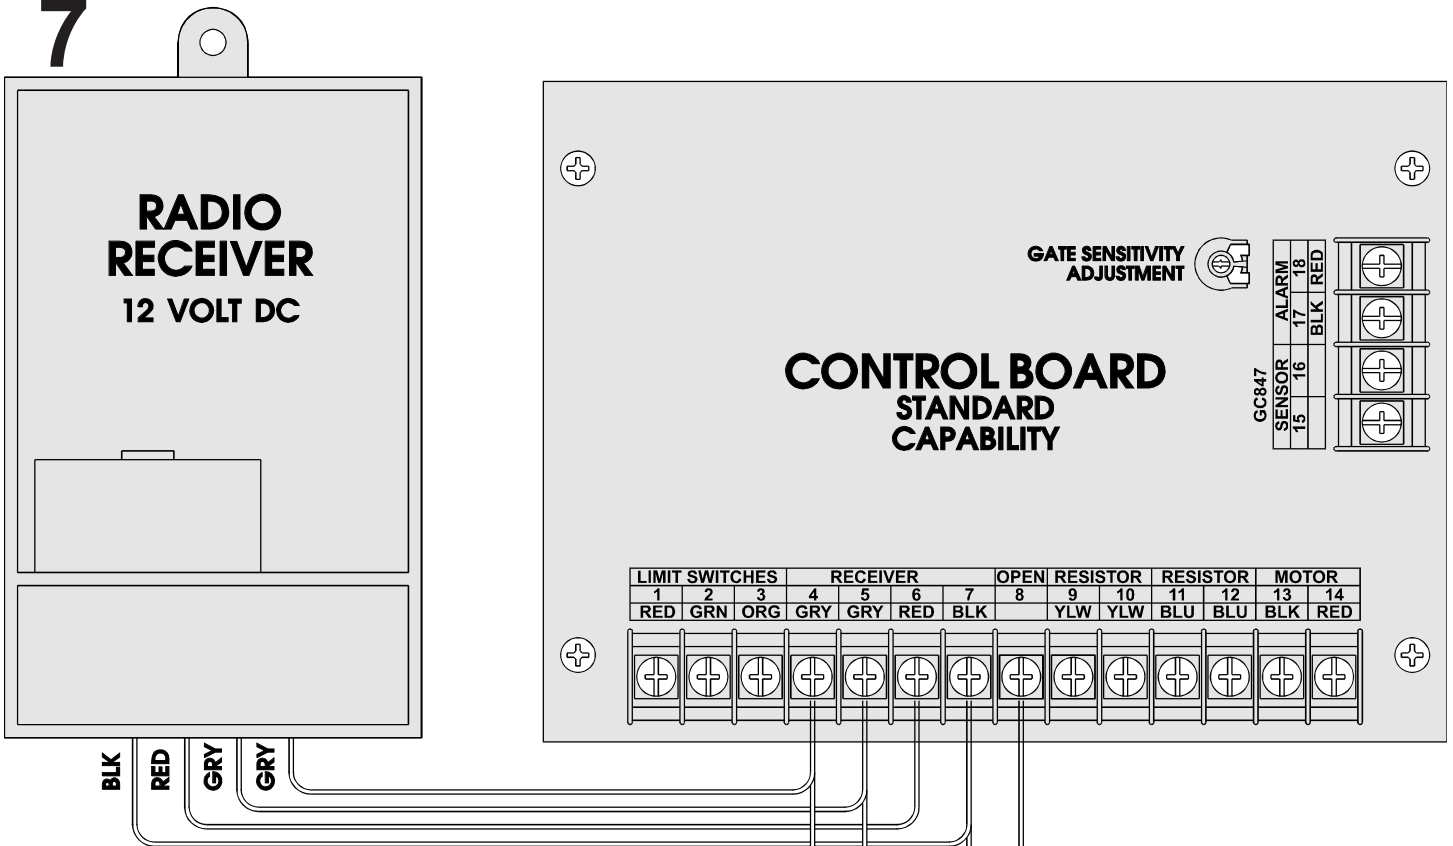 7
RADIO
RECEIVER
12 VOLT DC
BLK RED GRY GRY
GATE SENSITIVITY
ADJUSTMENT
CONTROL BOARD
STANDARD
CAPABILITY
GC847
SENSOR ALARM
15 16 17 18
BLK RED
LIMIT SWITCHES RECEIVER OPEN RESISTOR RESISTOR MOTOR
1 2 3 4 5 6 7 8 9 10 11 12 13 14
RED GRN ORG GRY GRY RED BLK YLW YLW BLU BLU BLK RED